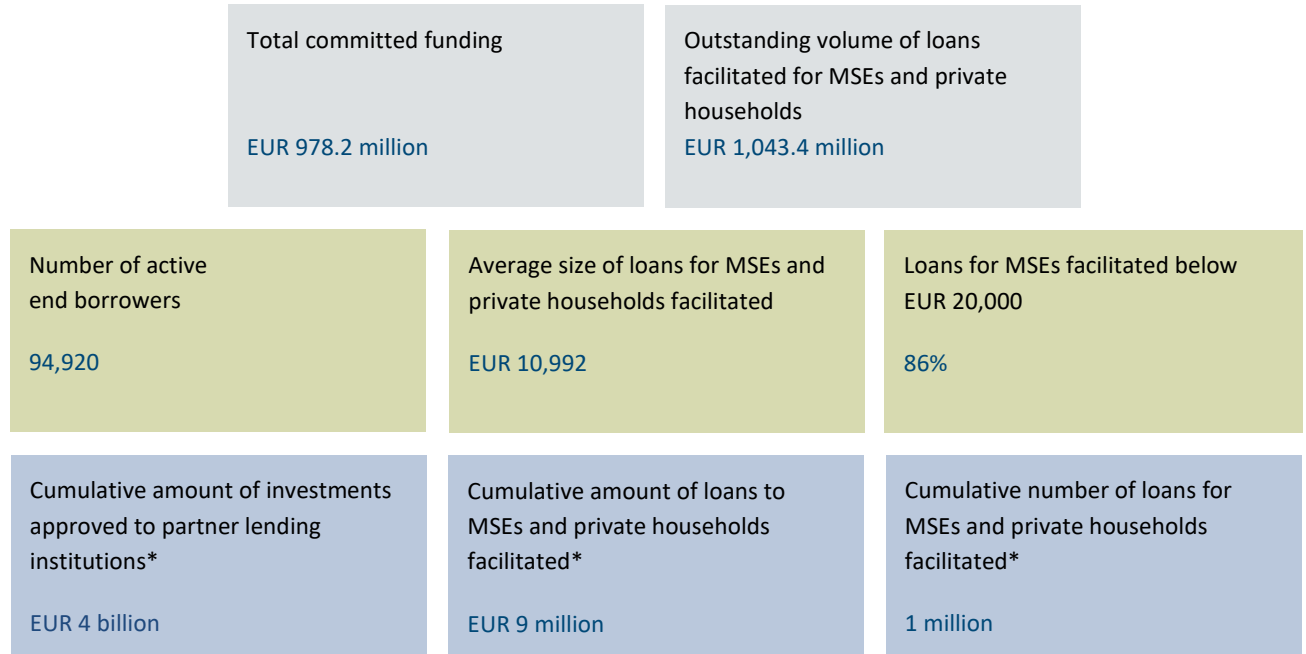 Total committed funding
EUR 978.2 million
Outstanding volume of loans
facilitated for MSEs and private
households
EUR 1,043.4 million
Number of active
end borrowers
94,920
Average size of loans for MSEs and
private households facilitated
EUR 10,992
Loans for MSEs facilitated below
EUR 20,000
86%
Cumulative amount of investments
approved to partner lending
institutions*
EUR 4 billion
Cumulative amount of loans to
MSEs and private households
facilitated*
EUR 9 million
Cumulative number of loans for
MSEs and private households
facilitated*
1 million